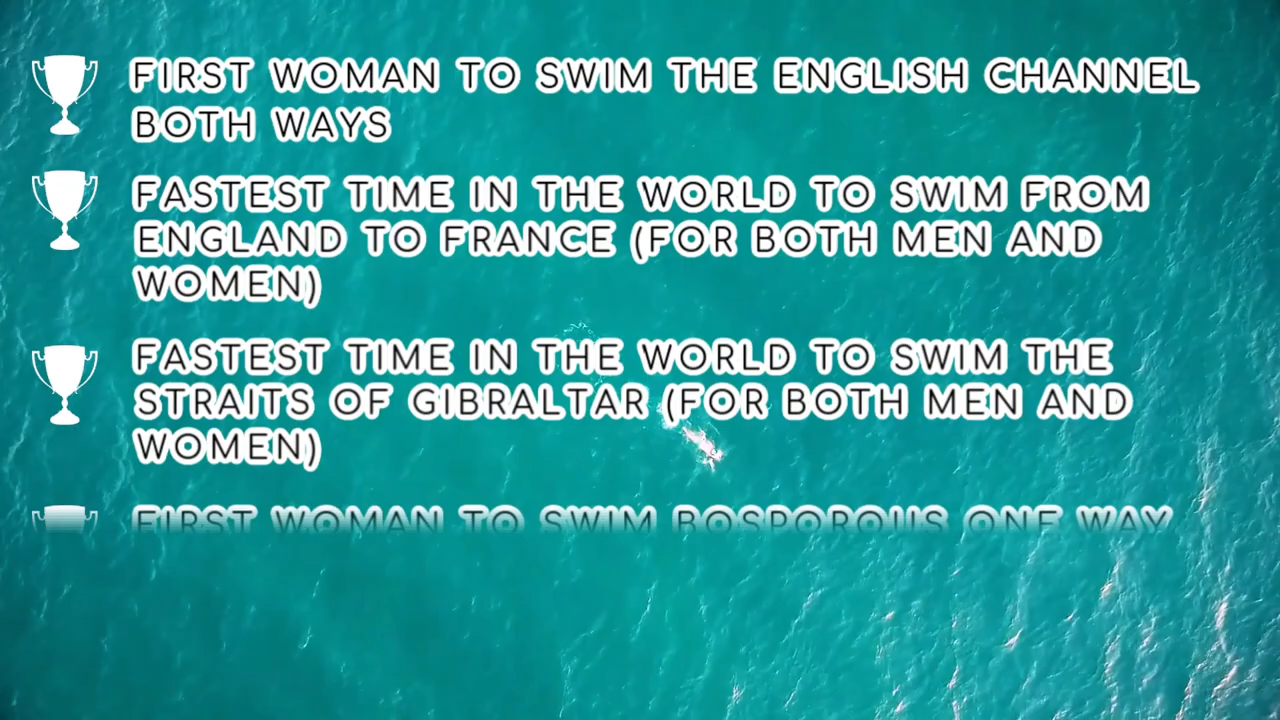 FIRST WOMAN TO SWIM THE ENGLISH CHANNEL
BOTH WAYS
FASTEST TIME IN THE WORLD TO SWIM FROM
ENGLAND TO FRANCE (FOR BOTH MEN AND
WOMEN)
FASTEST TIME IN THE WORLD TO SWIM THE
STRAITS OF GIBRALTAR (FOR BOTH MEN AND
WOMEN)
FIRST WOMAN TO SWIM BOSPOROUS ONE WAY